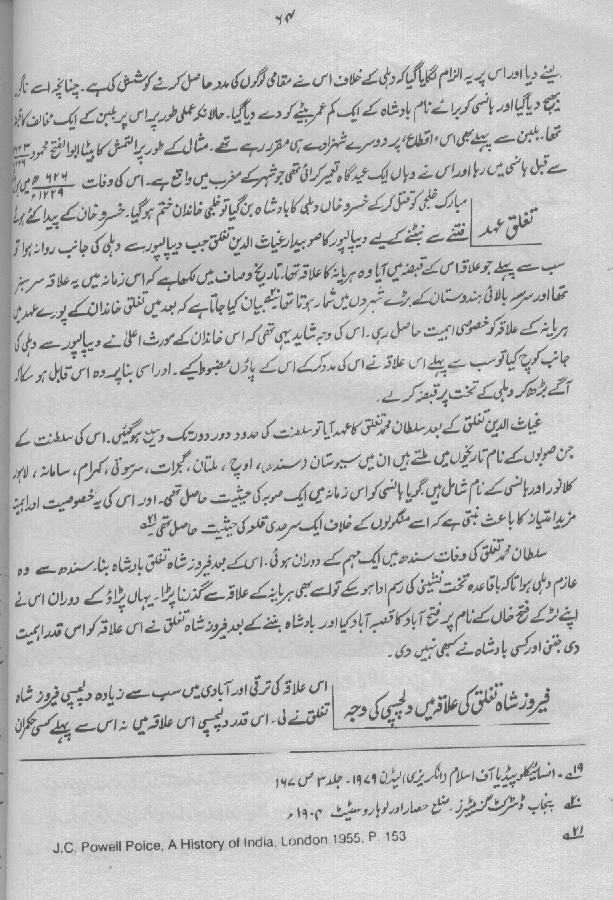 ۶۴
لینے دیا اور اس پر یہ الزام لگایا گیا کہ دہلی کے خلاف اس نے مقامی لوگوں کی مدد حاصل کرنے کوشش کی ہے۔ چنانچہ اسے
بھیج دیا گیا اور ہانسی کو برائے نام بادشاہ کے ایک کم عمر بیٹے کو دے دیا گیا۔ حالانکہ عملی طور پر اس پر بلبن کے ایک مخالف کا
تھا۔ بلبن سے پہلے بھی اس ’اقطاع‘ پر دوسرے شہزادے ہی مقرر رہے تھے۔ مثال کے طور پر التمش کا بیٹا ابو الفتح محمود
سے قبل ہانسی میں رہا اور اس نے وہاں ایک عیدگاہ تعمیر کرائی تھی جو شہر کے مغرب میں واقع ہے۔ اس کی وفات ۶۲۶ھ / ۱۲۲۹ء میں
تغلق عہد
مبارک خلجی کو قتل کر کے خسرو خاں دہلی کا بادشاہ بن گیا تو خلجی خاندان ختم ہو گیا۔ خسرو خان کے پیدا کئے ہوئے
فتنے سے نپٹنے کے لیے دیپالپور کا صوبیدار غیاث الدین تغلق جب دیپالپور سے دہلی کی جانب روانہ ہوا تو
سب سے پہلے جو علاقہ اس کے قبضہ میں آیا وہ ہریانہ کا علاقہ تھا۔ تاریخ وصاف میں لکھا ہے کہ اس زمانہ میں یہ علاقہ سرسبز
تھا اور سرسہ بالائی ہندوستان کے بڑے شہروں میں شمار ہوتا تھا بیان کیا جاتا ہے کہ بعد میں تغلق خاندان کے پورے عہد میں
ہریانہ کے علاقہ کو خصوصی اہمیت حاصل رہی۔ اس کی وجہ شاید یہی تھی کہ اس خاندان کے مورث اعلیٰ نے دیپالپور سے دہلی کی
جانب کوچ کیا تو سب سے پہلے اس علاقہ نے اس کی مدد کر کے اس کے پاؤں مضبوط کیے۔ اور اسی بنا پر وہ اس قابل ہو سکا کہ
آگے بڑھ کر دہلی کے تخت پر قبضہ کر لے۔
غیاث الدین تغلق کے بعد سلطان محمد تغلق کا عہد آیا تو سلطنت کی حدود دور دور تک وسیع ہو گئیں۔ اس کی سلطنت کے
جن صوبوں کے نام تاریخوں میں ملتے ہیں ان میں سیوستان (سندھ)، اوچ، ملتان، گجرات، سرسوتی، کہرام، سامانہ، لاہور
کلانور اور ہانسی کے نام شامل ہیں۔ گویا ہانسی کو اس زمانہ میں ایک صوبہ کی حیثیت حاصل تھی۔ اور اس کی یہ خصوصیت اور اہمیت
مزید امتیاز کا باعث بنتی ہے کہ اسے منگولوں کے خلاف ایک سرحدی قلعہ کی حیثیت حاصل تھی۔ ۲۱
سلطان محمد تغلق کی وفات سندھ میں ایک مہم کے دوران ہوئی۔ اس کے بعد فیروز شاہ تغلق بادشاہ بنا۔ سندھ سے وہ
عازم دہلی ہوا تاکہ باقاعدہ تخت نشینی کی رسم ادا ہو سکے تو اسے بھی ہریانہ کے علاقہ سے گذرنا پڑا۔ یہاں پڑاؤ کے دوران اس نے
اپنے لڑکے فتح خاں کے نام پر فتح آباد کا قصبہ آباد کیا اور بادشاہ بننے کے بعد فیروز شاہ تغلق نے اس علاقہ کو اس قدر اہمیت
دی جتنی اور کسی بادشاہ نے کبھی نہیں دی۔
فیروز شاہ تغلق کی علاقہ میں دلچسپی کی وجہ
اس علاقہ کی ترقی اور آبادی میں سب سے زیادہ دلچسپی فیروز شاہ
تغلق نے لی۔ اس قدر دلچسپی اس علاقہ میں نہ اس سے پہلے کسی حکمران
۱۹۔ انسائیکلوپیڈیا آف اسلام (انگریزی) لیڈن ۱۹۷۹۔ جلد ۳ ص ۱۶۷
۲۰۔ پنجاب ڈسٹرکٹ گزیٹیرز۔ ضلع حصار اور لوہارو سٹیٹ ۱۹۰۴ء
۲۱ J.C. Powell Poice, A History of India, London 1955, P. 153